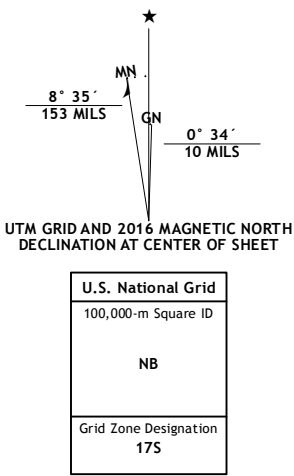 ★
MN
GN
8° 35´
153 MILS
0° 34´
10 MILS
UTM GRID AND 2016 MAGNETIC NORTH
DECLINATION AT CENTER OF SHEET
U.S. National Grid
100,000-m Square ID
NB
Grid Zone Designation
17S